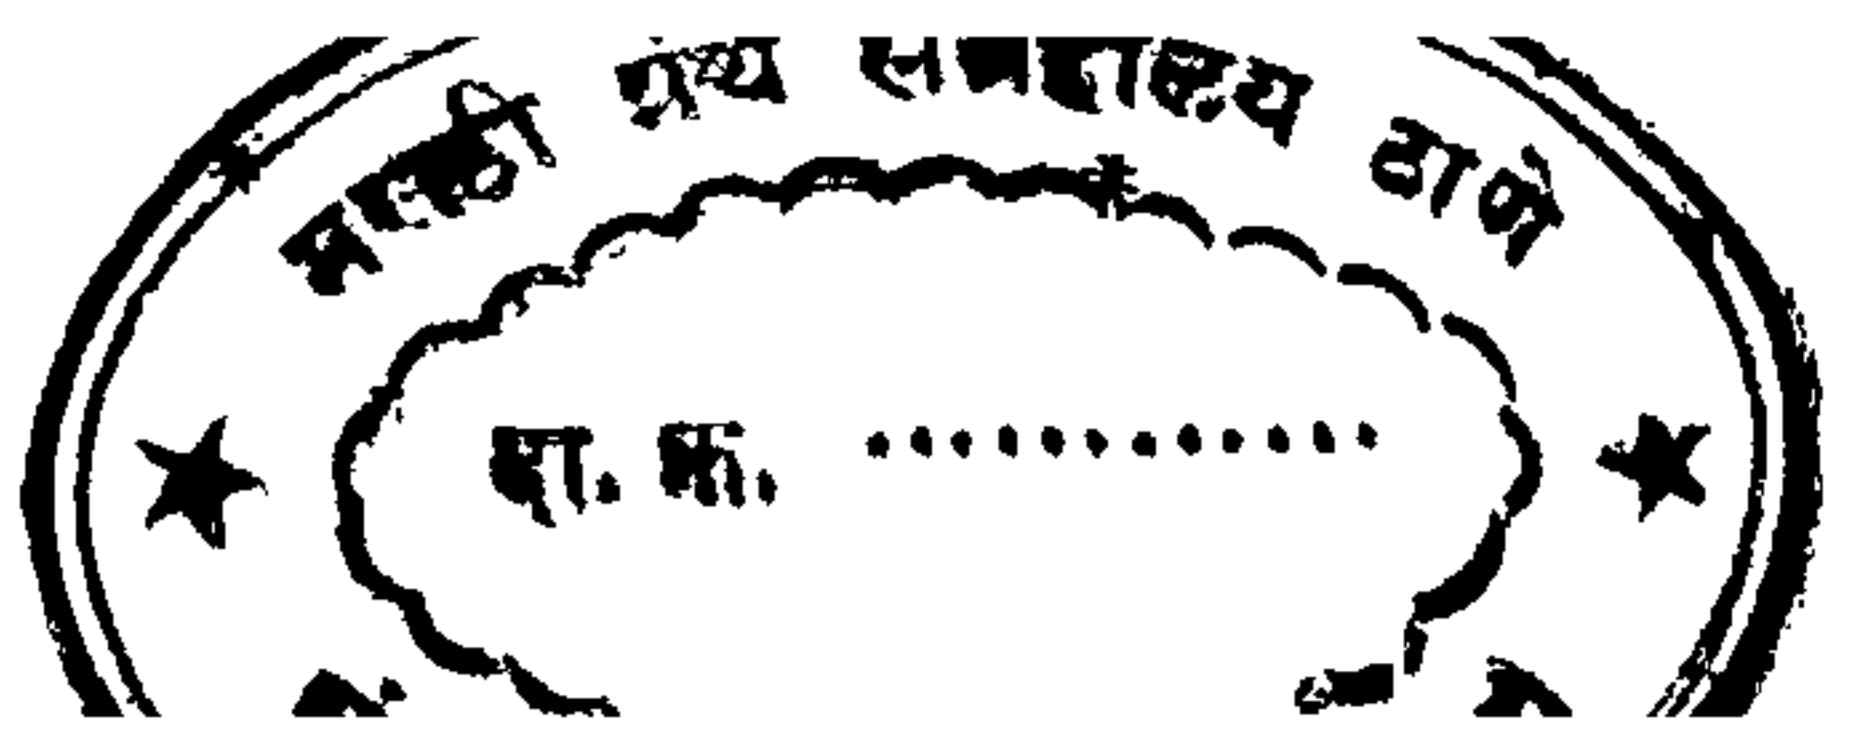 मराठी ग्रंथ संग्रहालय ठाणे
दा. क्र. ............